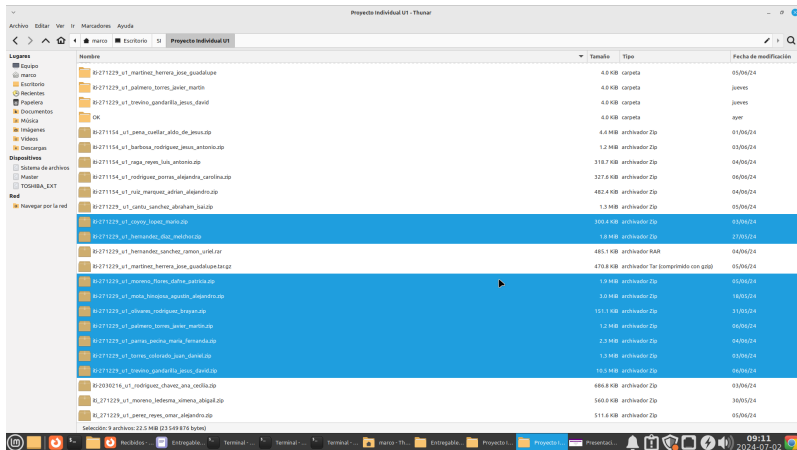 Proyecto Individual U1 - Thunar
Archivo Editar Ver Ir Marcadores Ayuda
marco Escritorio SI Proyecto Individual U1
Lugares
Equipo
marco
Escritorio
Recientes
Papelera
Documentos
Música
Imágenes
Vídeos
Descargas
Dispositivos
Sistema de archivos
Master
TOSHIBA_EXT
Red
Navegar por la red
Nombre Tamaño Tipo Fecha de modificación
iti-271229_u1_martinez_herrera_jose_guadalupe 4.0 KiB carpeta 05/06/24
iti-271229_u1_palmero_torres_javier_martin 4.0 KiB carpeta jueves
iti-271229_u1_trevino_gandarilla_jesus_david 4.0 KiB carpeta jueves
OK 4.0 KiB carpeta ayer
iti-271154_u1_pena_cuellar_aldo_de_jesus.zip 4.4 MiB archivador Zip 01/06/24
iti-271154_u1_barbosa_rodriguez_jesus_antonio.zip 1.2 MiB archivador Zip 03/06/24
iti-271154_u1_raga_reyes_luis_antonio.zip 318.7 KiB archivador Zip 04/06/24
iti-271154_u1_rodriguez_porras_alejandra_carolina.zip 327.6 KiB archivador Zip 06/06/24
iti-271154_u1_ruiz_marquez_adrian_alejandro.zip 482.4 KiB archivador Zip 04/06/24
iti-271229_u1_cantu_sanchez_abraham_isai.zip 1.3 MiB archivador Zip 05/06/24
iti-271229_u1_coyoy_lopez_mario.zip 300.4 KiB archivador Zip 03/06/24
iti-271229_u1_hernandez_diaz_melchor.zip 1.8 MiB archivador Zip 27/05/24
iti-271229_u1_hernandez_sanchez_ramon_uriel.rar 485.1 KiB archivador RAR 04/06/24
iti-271229_u1_martinez_herrera_jose_guadalupe.tar.gz 470.8 KiB archivador Tar (comprimido con gzip) 05/06/24
iti-271229_u1_moreno_flores_dafne_patricia.zip 1.9 MiB archivador Zip 05/06/24
iti-271229_u1_mota_hinojosa_agustin_alejandro.zip 3.0 MiB archivador Zip 18/05/24
iti-271229_u1_olivares_rodriguez_brayan.zip 151.1 KiB archivador Zip 31/05/24
iti-271229_u1_palmero_torres_javier_martin.zip 1.2 MiB archivador Zip 06/06/24
iti-271229_u1_parras_pecina_maria_fernanda.zip 2.3 MiB archivador Zip 04/06/24
iti-271229_u1_torres_colorado_juan_daniel.zip 1.3 MiB archivador Zip 03/06/24
iti-271229_u1_trevino_gandarilla_jesus_david.zip 10.5 MiB archivador Zip 06/06/24
iti-2030216_u1_rodriguez_chavez_ana_cecilia.zip 686.8 KiB archivador Zip 03/06/24
iti_271229_u1_moreno_ledesma_ximena_abigail.zip 560.0 KiB archivador Zip 30/05/24
iti_271229_u1_perez_reyes_omar_alejandro.zip 511.6 KiB archivador Zip 05/06/24
Selección: 9 archivos: 22.5 MiB (23 549 876 bytes)
Recibidos - ... Entregable... Terminal - ... Terminal - ... Terminal - ... marco - Th... Entregable... Proyecto I... Proyecto I... Presentaci... 09:11
2024-07-02